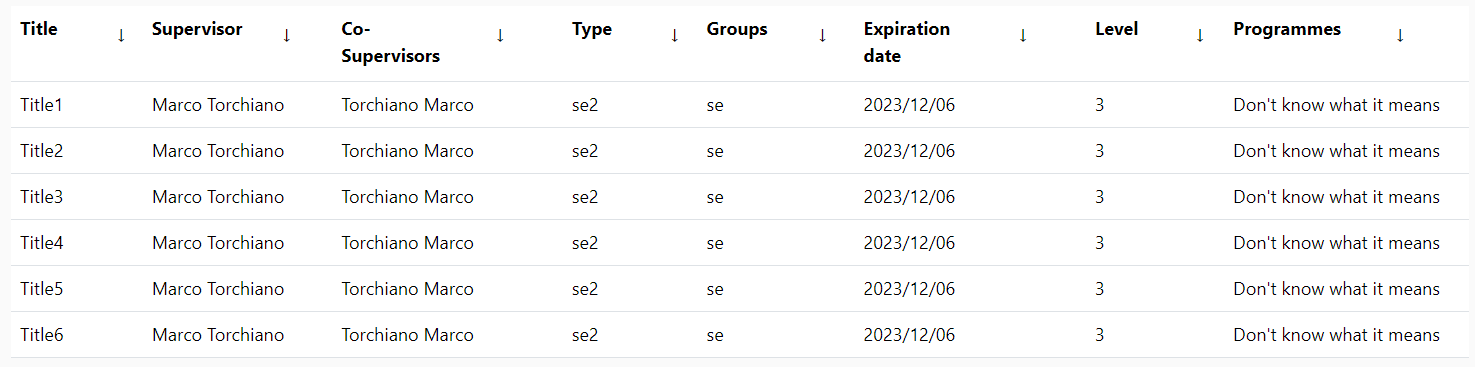 Title ↓ Supervisor ↓ Co-Supervisors ↓ Type ↓ Groups ↓ Expiration date ↓ Level ↓ Programmes ↓
Title1 Marco Torchiano Torchiano Marco se2 se 2023/12/06 3 Don't know what it means
Title2 Marco Torchiano Torchiano Marco se2 se 2023/12/06 3 Don't know what it means
Title3 Marco Torchiano Torchiano Marco se2 se 2023/12/06 3 Don't know what it means
Title4 Marco Torchiano Torchiano Marco se2 se 2023/12/06 3 Don't know what it means
Title5 Marco Torchiano Torchiano Marco se2 se 2023/12/06 3 Don't know what it means
Title6 Marco Torchiano Torchiano Marco se2 se 2023/12/06 3 Don't know what it means